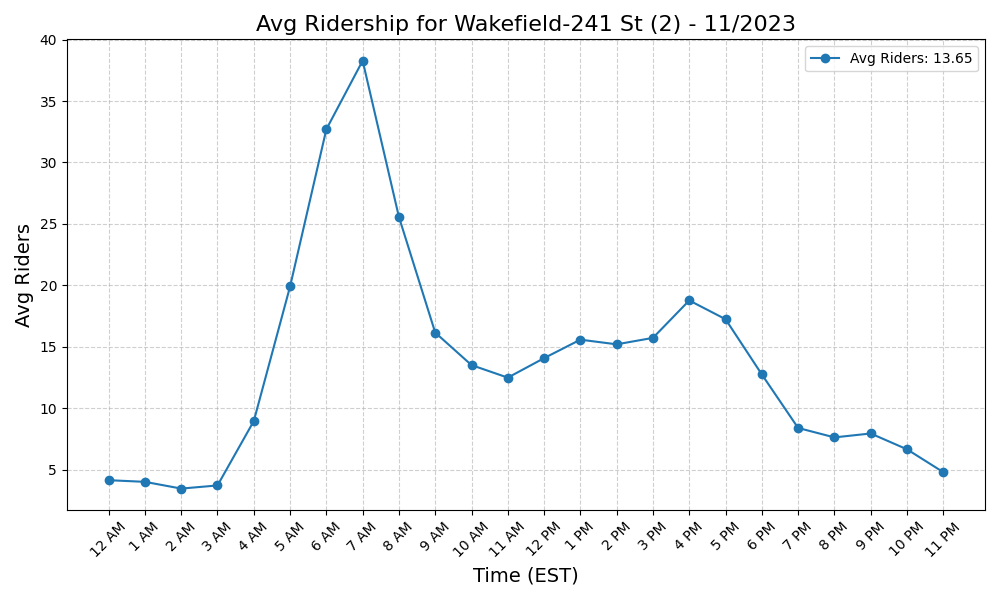 Avg Ridership for Wakefield-241 St (2) - 11/2023
Avg Riders: 13.65
Avg Riders
40
35
30
25
20
15
10
5
12 AM
1 AM
2 AM
3 AM
4 AM
5 AM
6 AM
7 AM
8 AM
9 AM
10 AM
11 AM
12 PM
1 PM
2 PM
3 PM
4 PM
5 PM
6 PM
7 PM
8 PM
9 PM
10 PM
11 PM
Time (EST)